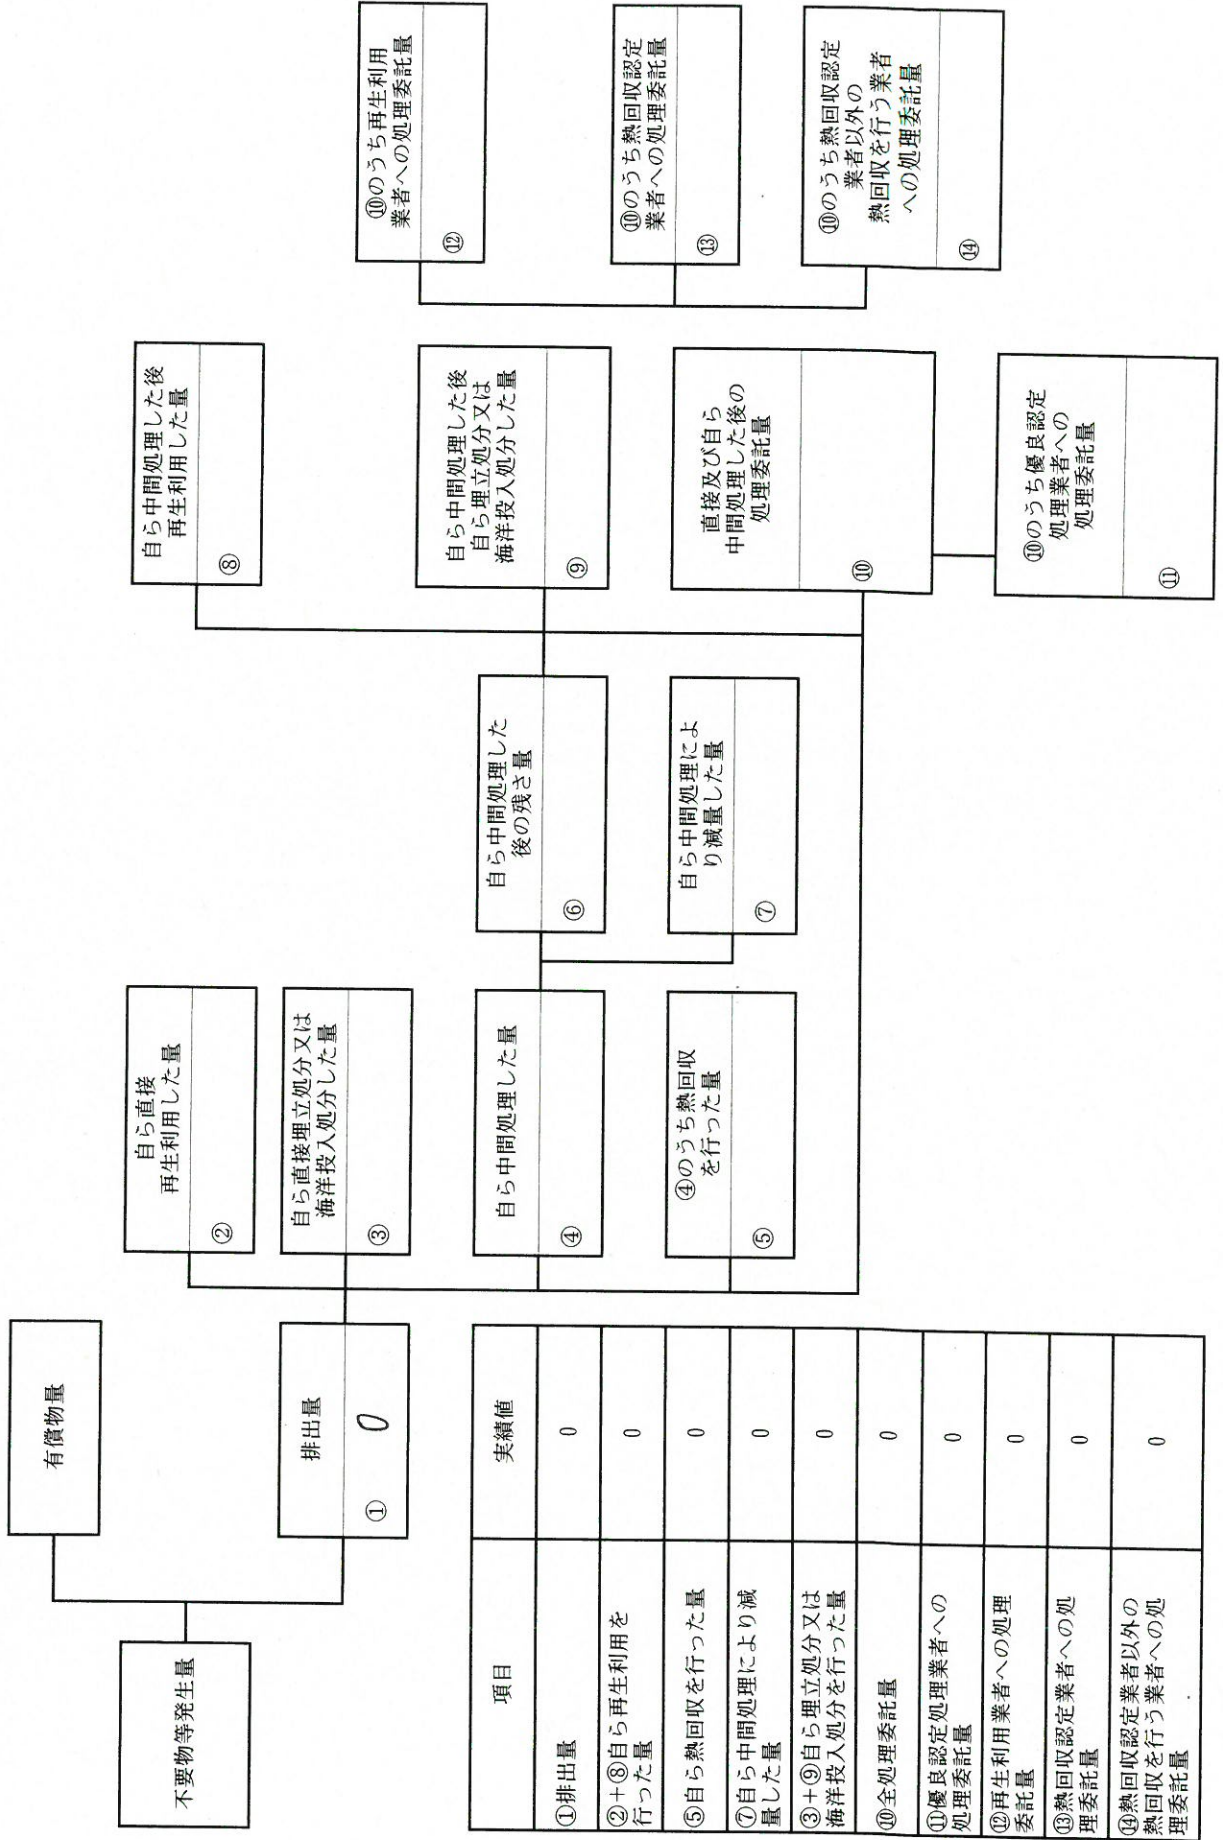 不要物等発生量
有償物量
排出量
①
0
自ら直接
再生利用した量
②
自ら直接埋立処分又は
海洋投入処分した量
③
自ら中間処理した量
④
④のうち熱回収
を行った量
⑤
自ら中間処理した
後の残さ量
⑥
自ら中間処理によ
り減量した量
⑦
自ら中間処理した後
再生利用した量
⑧
自ら中間処理した後
自ら埋立処分又は
海洋投入処分した量
⑨
直接及び自ら
中間処理した後の
処理委託量
⑩
⑩のうち優良認定
処理業者への
処理委託量
⑪
⑩のうち再生利用
業者への処理委託量
⑫
⑩のうち熱回収認定
業者への処理委託量
⑬
⑩のうち熱回収認定
業者以外の
熱回収を行う業者
への処理委託量
⑭
項目 実績値
①排出量 0
②+⑧自ら再生利用を
行った量 0
⑤自ら熱回収を行った量 0
⑦自ら中間処理により減
量した量 0
③+⑨自ら埋立処分又は
海洋投入処分を行った量 0
⑩全処理委託量 0
⑪優良認定処理業者への
処理委託量 0
⑫再生利用業者への処理
委託量 0
⑬熱回収認定業者への処
理委託量 0
⑭熱回収認定業者以外の
熱回収を行う業者への処
理委託量 0